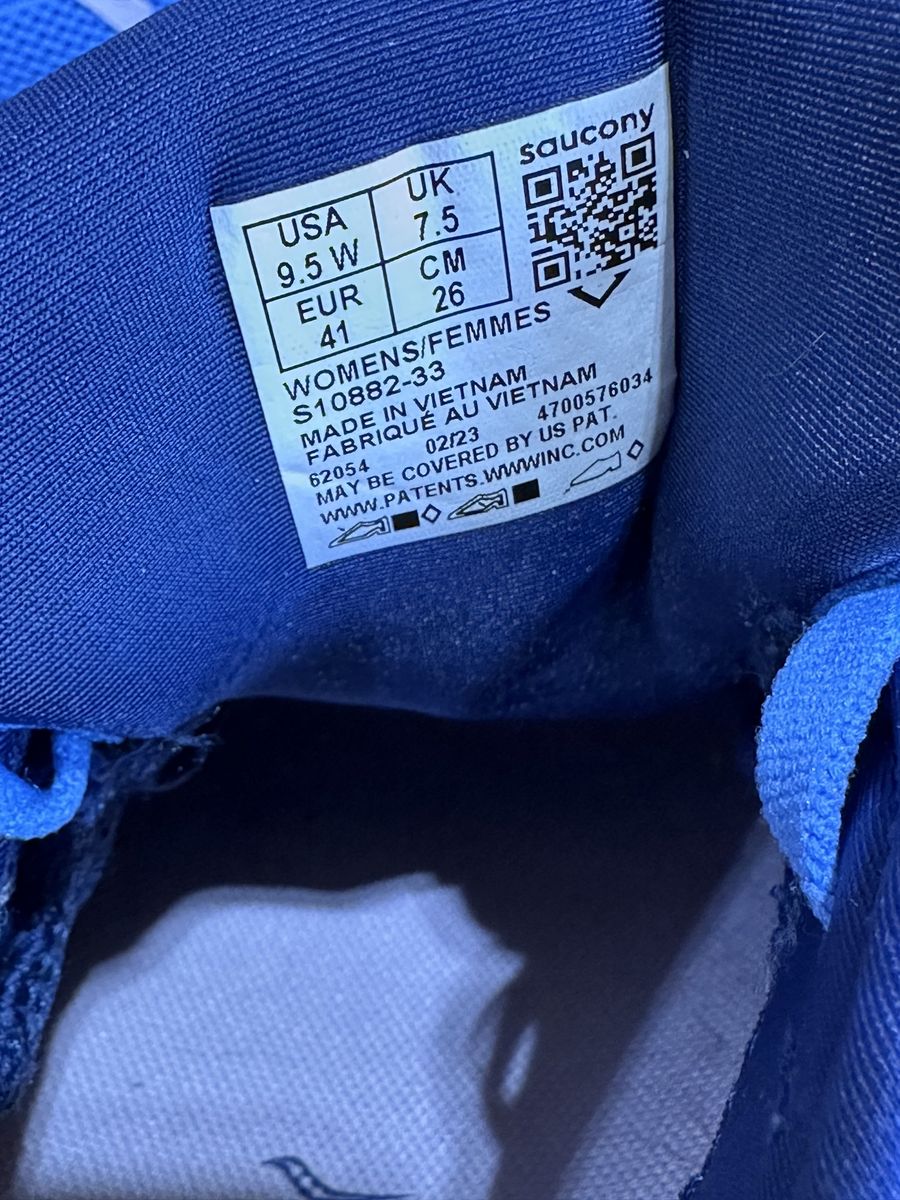 saucony
USA
9.5 W
UK
7.5
EUR
41
CM
26
WOMENS/FEMMES
S10882-33
MADE IN VIETNAM
FABRIQUÉ AU VIETNAM
62054 02/23 4700576034
MAY BE COVERED BY US PAT.
WWW.PATENTS.WWWINC.COM